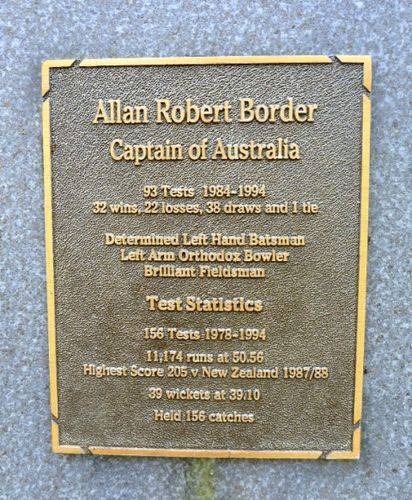 Allan Robert Border
Captain of Australia
93 Tests 1984-1994
32 wins, 22 losses, 38 draws and 1 tie
Determined Left Hand Batsman
Left Arm Orthodox Bowler
Brilliant Fieldsman
Test Statistics
156 Tests 1978-1994
11,174 runs at 50.56
Highest Score 205 v New Zealand 1987/88
39 wickets at 39.10
Held 156 catches